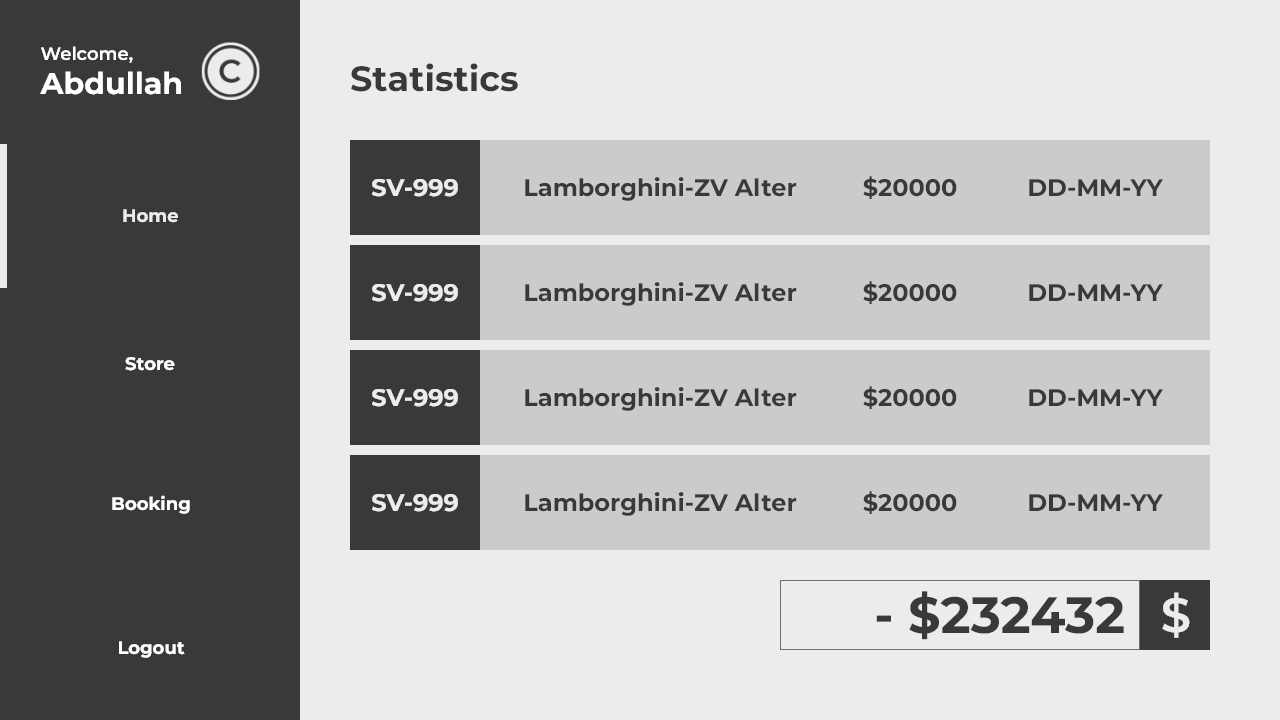 Welcome,
Abdullah
C
Home
Store
Booking
Logout
Statistics
SV-999 Lamborghini-ZV Alter $20000 DD-MM-YY
SV-999 Lamborghini-ZV Alter $20000 DD-MM-YY
SV-999 Lamborghini-ZV Alter $20000 DD-MM-YY
SV-999 Lamborghini-ZV Alter $20000 DD-MM-YY
- $232432 $